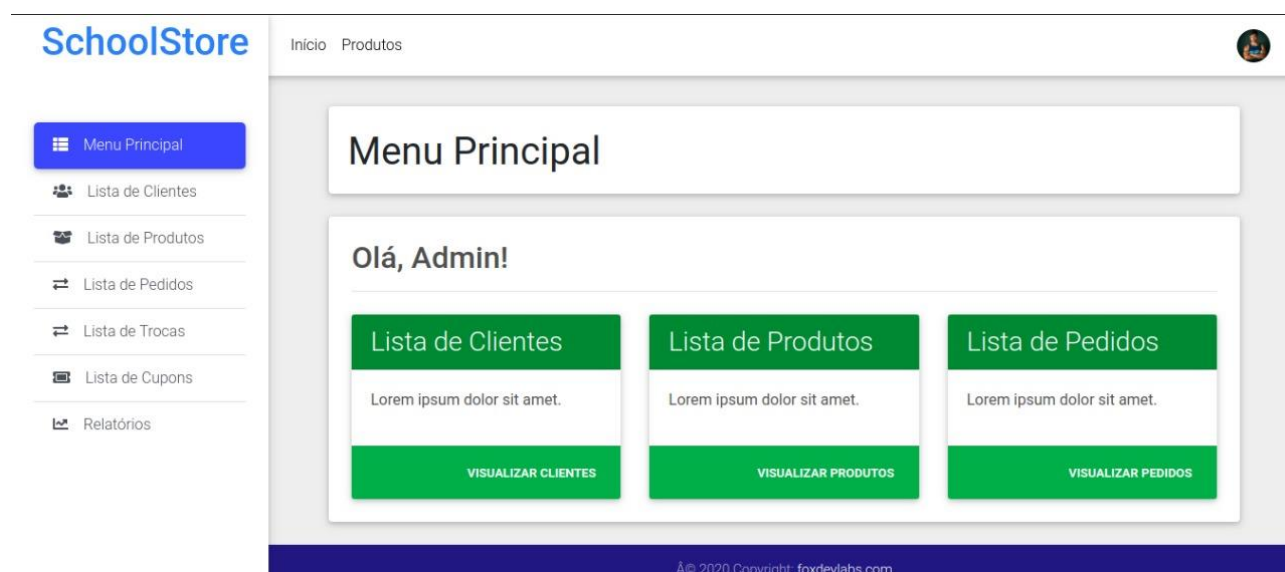 SchoolStore
Início Produtos
Menu Principal
Lista de Clientes
Lista de Produtos
Lista de Pedidos
Lista de Trocas
Lista de Cupons
Relatórios
Menu Principal
Olá, Admin!
Lista de Clientes
Lorem ipsum dolor sit amet.
VISUALIZAR CLIENTES
Lista de Produtos
Lorem ipsum dolor sit amet.
VISUALIZAR PRODUTOS
Lista de Pedidos
Lorem ipsum dolor sit amet.
VISUALIZAR PEDIDOS
Â© 2020 Copyright: foxdevlabs.com